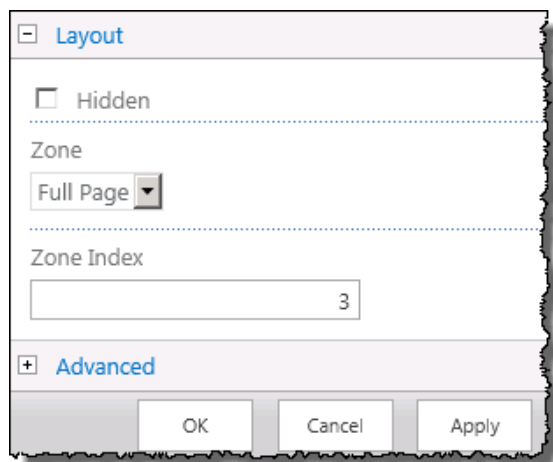 Layout
Hidden
Zone
Full Page
Zone Index
3
Advanced
OK Cancel Apply